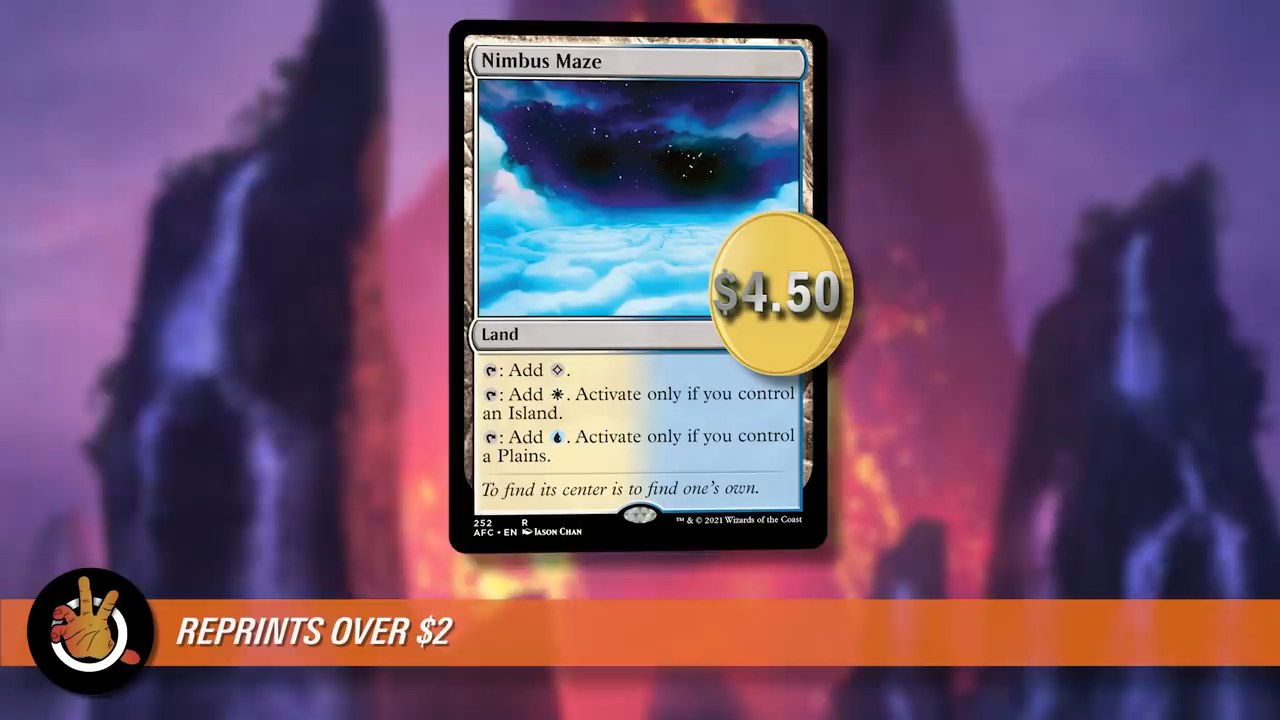 Nimbus Maze
$4.50
Land
: Add .
: Add . Activate only if you control
an Island.
: Add . Activate only if you control
a Plains.
To find its center is to find one's own.
252 R
AFC • EN JASON CHAN
™ & © 2021 Wizards of the Coast
REPRINTS OVER $2